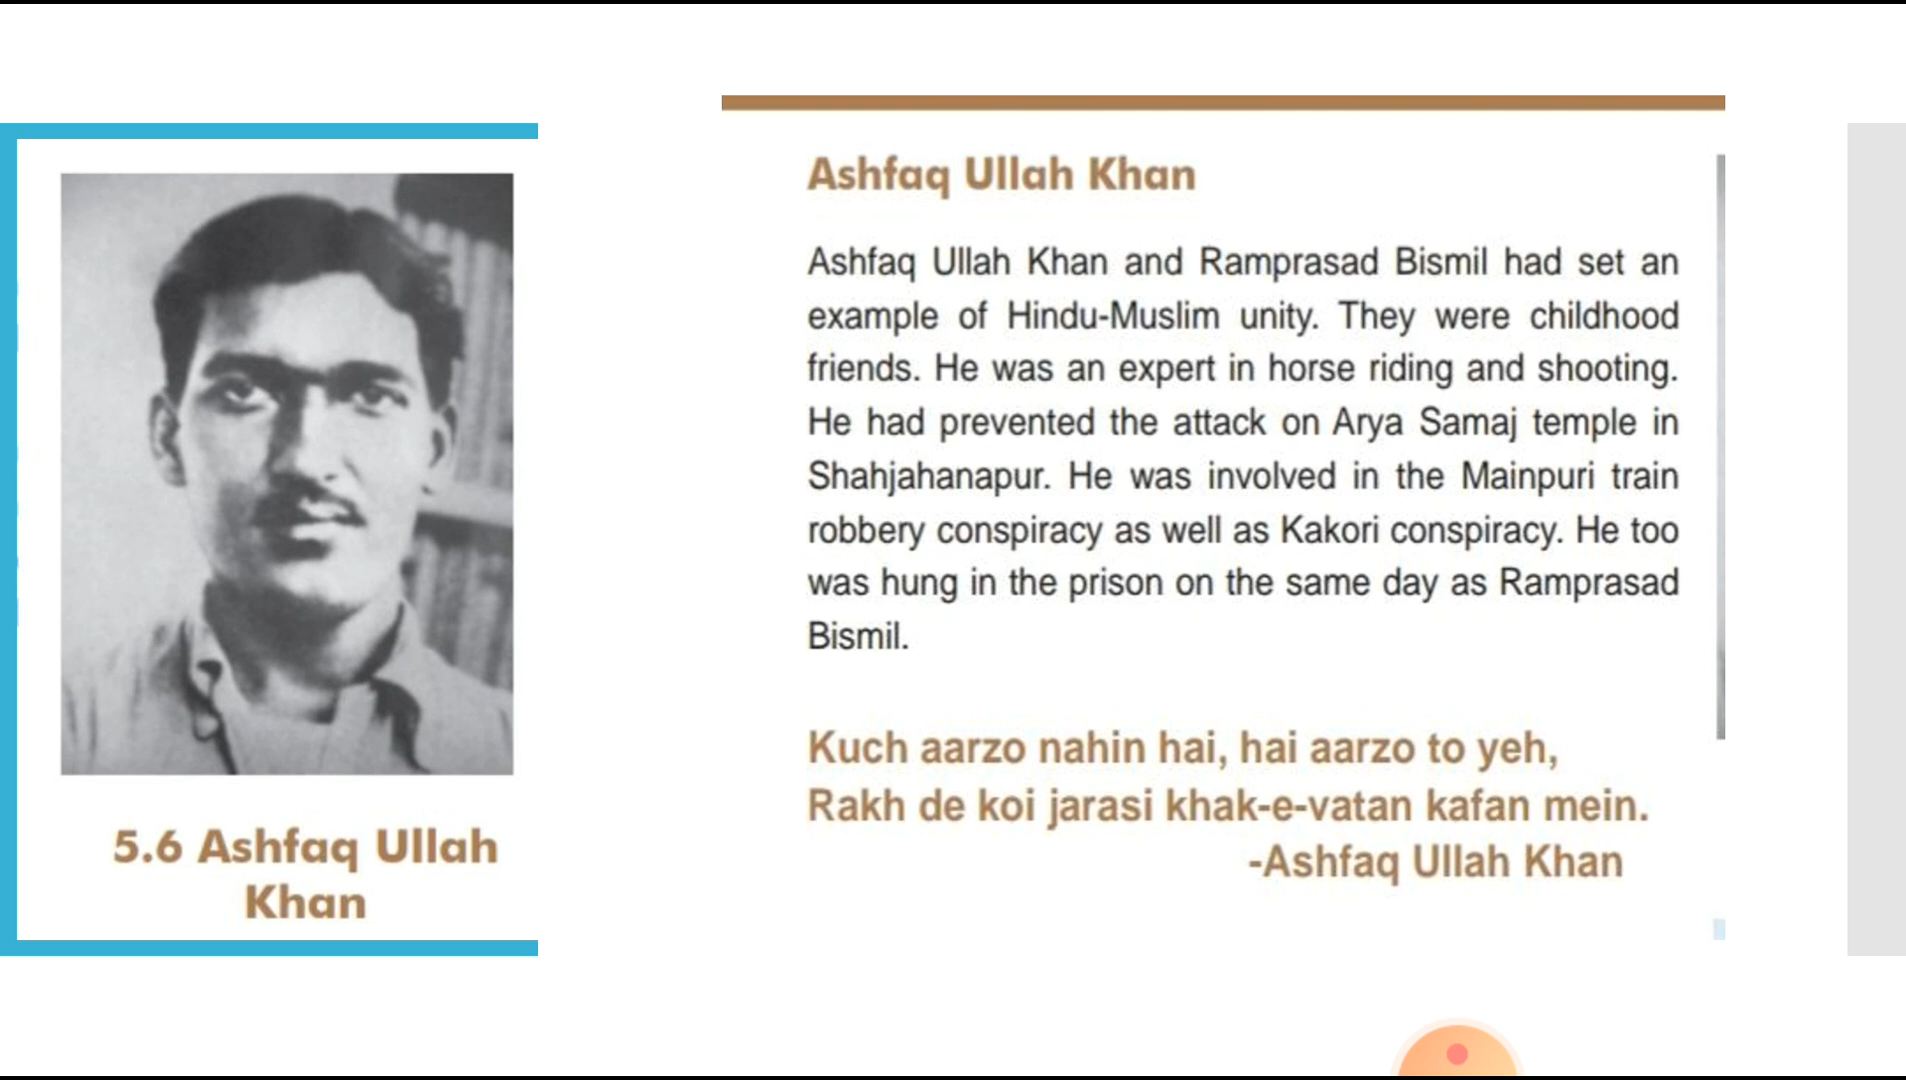 5.6 Ashfaq Ullah
Khan
Ashfaq Ullah Khan
Ashfaq Ullah Khan and Ramprasad Bismil had set an
example of Hindu-Muslim unity. They were childhood
friends. He was an expert in horse riding and shooting.
He had prevented the attack on Arya Samaj temple in
Shahjahanapur. He was involved in the Mainpuri train
robbery conspiracy as well as Kakori conspiracy. He too
was hung in the prison on the same day as Ramprasad
Bismil.
Kuch aarzo nahin hai, hai aarzo to yeh,
Rakh de koi jarasi khak-e-vatan kafan mein.
-Ashfaq Ullah Khan